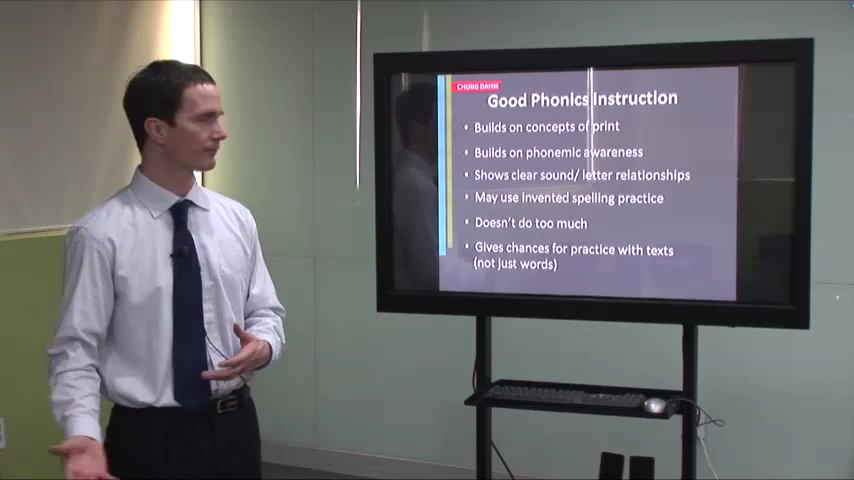 CHUNG DAHM
Good Phonics Instruction
• Builds on concepts of print
• Builds on phonemic awareness
• Shows clear sound/ letter relationships
• May use invented spelling practice
• Doesn't do too much
• Gives chances for practice with texts
(not just words)